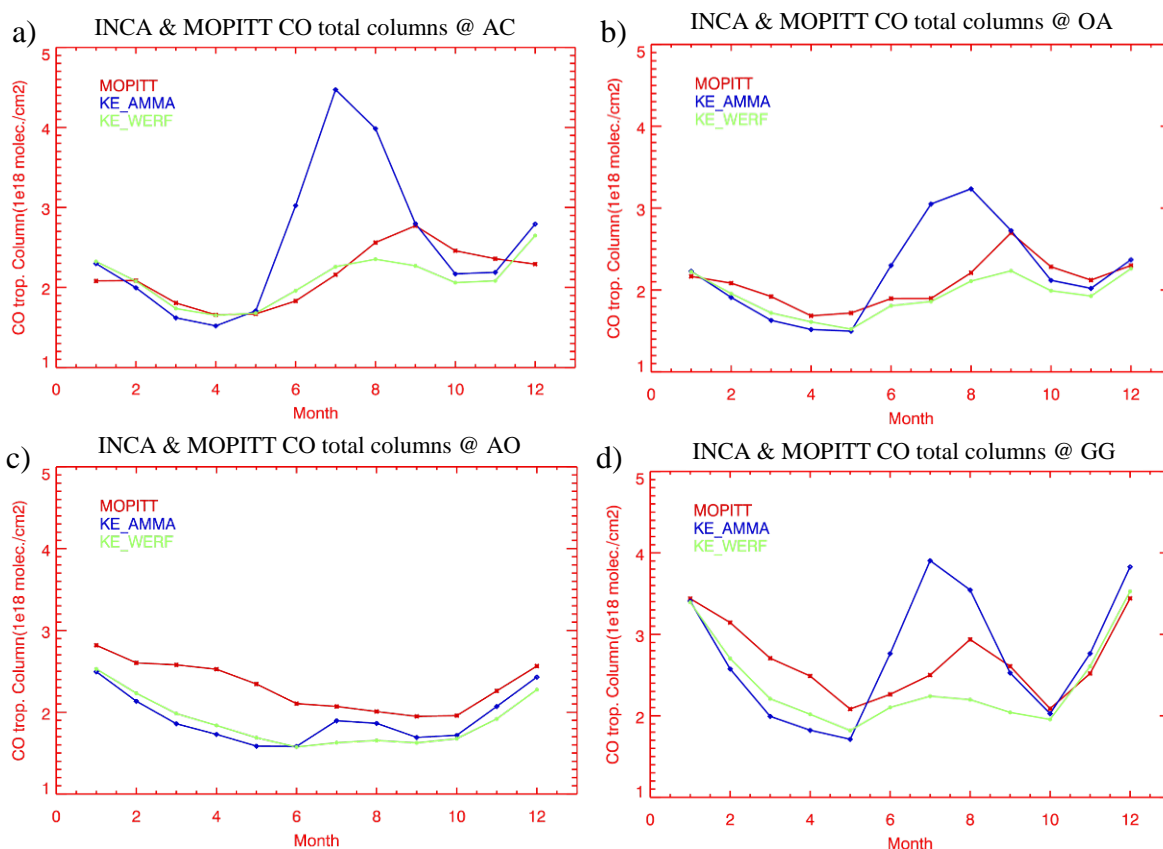 a)
INCA & MOPITT CO total columns @ AC
5
4
3
2
1
CO trop. Column(1e18 molec./cm2)
MOPITT
KE_AMMA
KE_WERF
0 2 4 6 8 10 12
Month
b)
INCA & MOPITT CO total columns @ OA
5
4
3
2
1
CO trop. Column(1e18 molec./cm2)
MOPITT
KE_AMMA
KE_WERF
0 2 4 6 8 10 12
Month
c)
INCA & MOPITT CO total columns @ AO
5
4
3
2
1
CO trop. Column(1e18 molec./cm2)
MOPITT
KE_AMMA
KE_WERF
0 2 4 6 8 10 12
Month
d)
INCA & MOPITT CO total columns @ GG
5
4
3
2
1
CO trop. Column(1e18 molec./cm2)
MOPITT
KE_AMMA
KE_WERF
0 2 4 6 8 10 12
Month